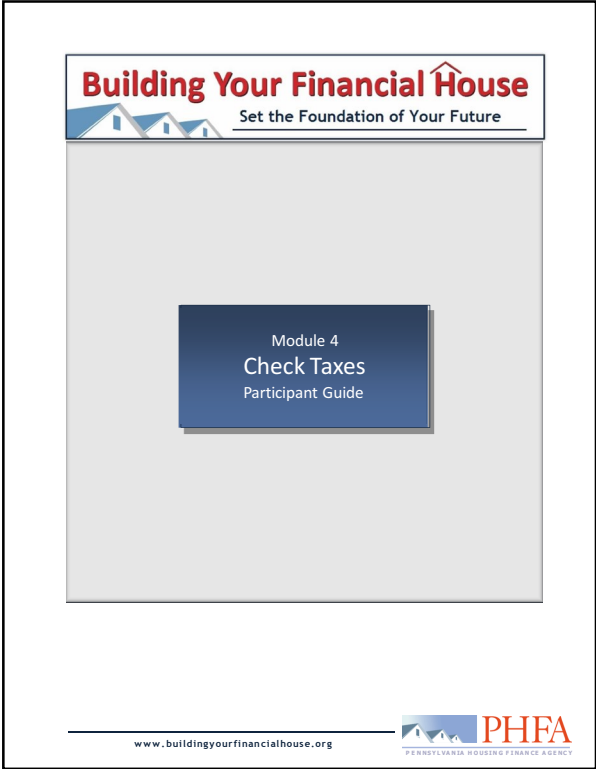 Building Your Financial House
Set the Foundation of Your Future
Module 4
Check Taxes
Participant Guide
www.buildingyourfinancialhouse.org
PHFA
PENNSYLVANIA HOUSING FINANCE AGENCY